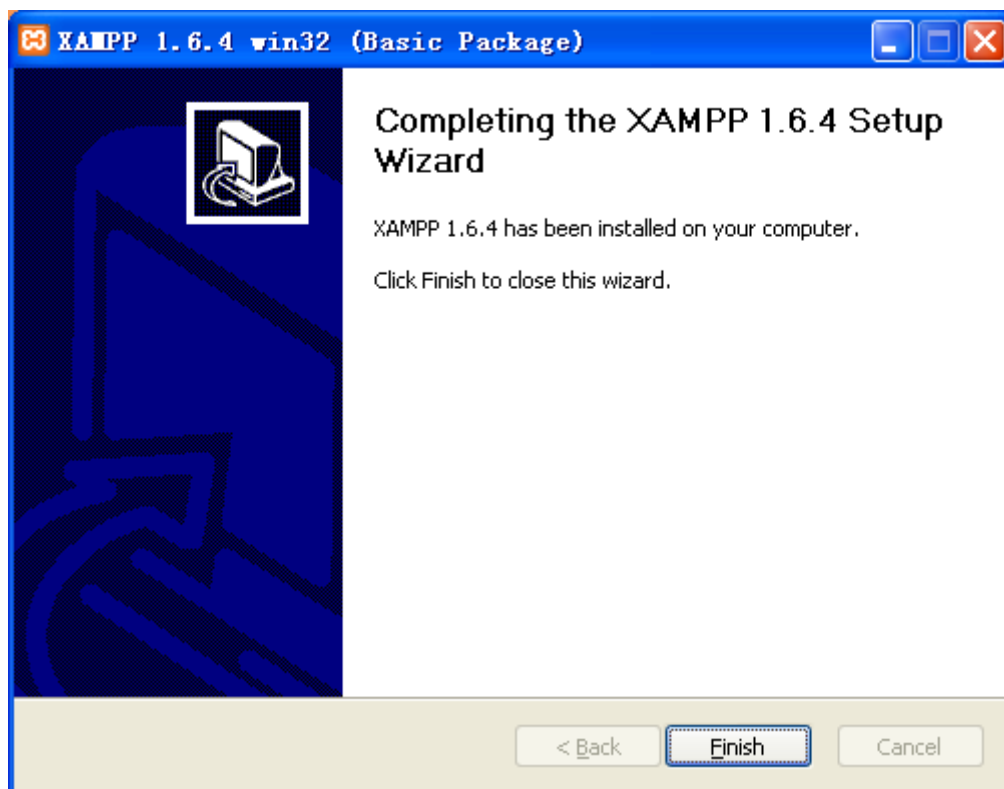 XAMPP 1.6.4 win32 (Basic Package)
Completing the XAMPP 1.6.4 Setup
Wizard
XAMPP 1.6.4 has been installed on your computer.
Click Finish to close this wizard.
< Back
Finish
Cancel